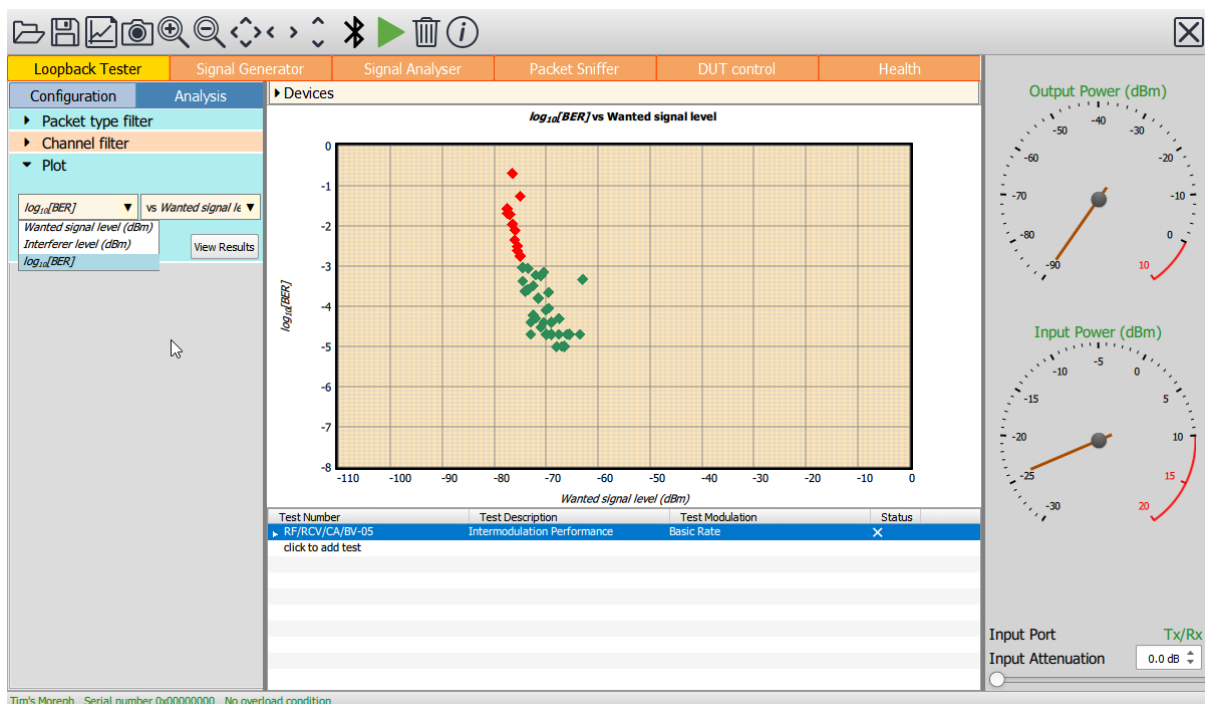 Loopback Tester Signal Generator Signal Analyser Packet Sniffer DUT control Health
Configuration Analysis
Packet type filter
Channel filter
Plot
log10[BER] vs Wanted signal le
Wanted signal level (dBm)
Interferer level (dBm)
log10[BER]
View Results
Devices
log10[BER] vs Wanted signal level
0
-1
-2
-3
-4
-5
-6
-7
-8
log10[BER]
-110 -100 -90 -80 -70 -60 -50 -40 -30 -20 -10 0
Wanted signal level (dBm)
Test Number Test Description Test Modulation Status
RF/RCV/CA/BV-05 Intermodulation Performance Basic Rate
click to add test
Output Power (dBm)
-90
-80
-70
-60
-50
-40
-30
-20
-10
0
10
Input Power (dBm)
-30
-25
-20
-15
-10
-5
0
5
10
15
20
Input Port Tx/Rx
Input Attenuation 0.0 dB
Tim's Moreph Serial number 0x00000000 No overload condition